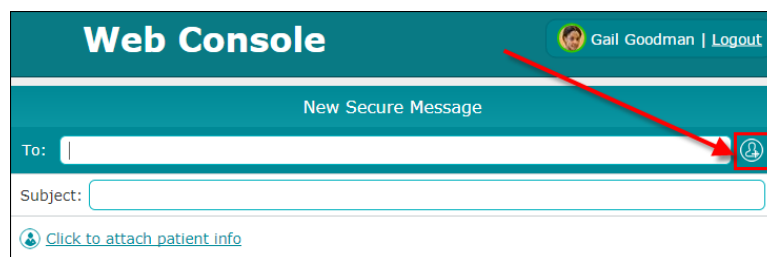 Web Console
Gail Goodman | Logout
New Secure Message
To:
Subject:
Click to attach patient info